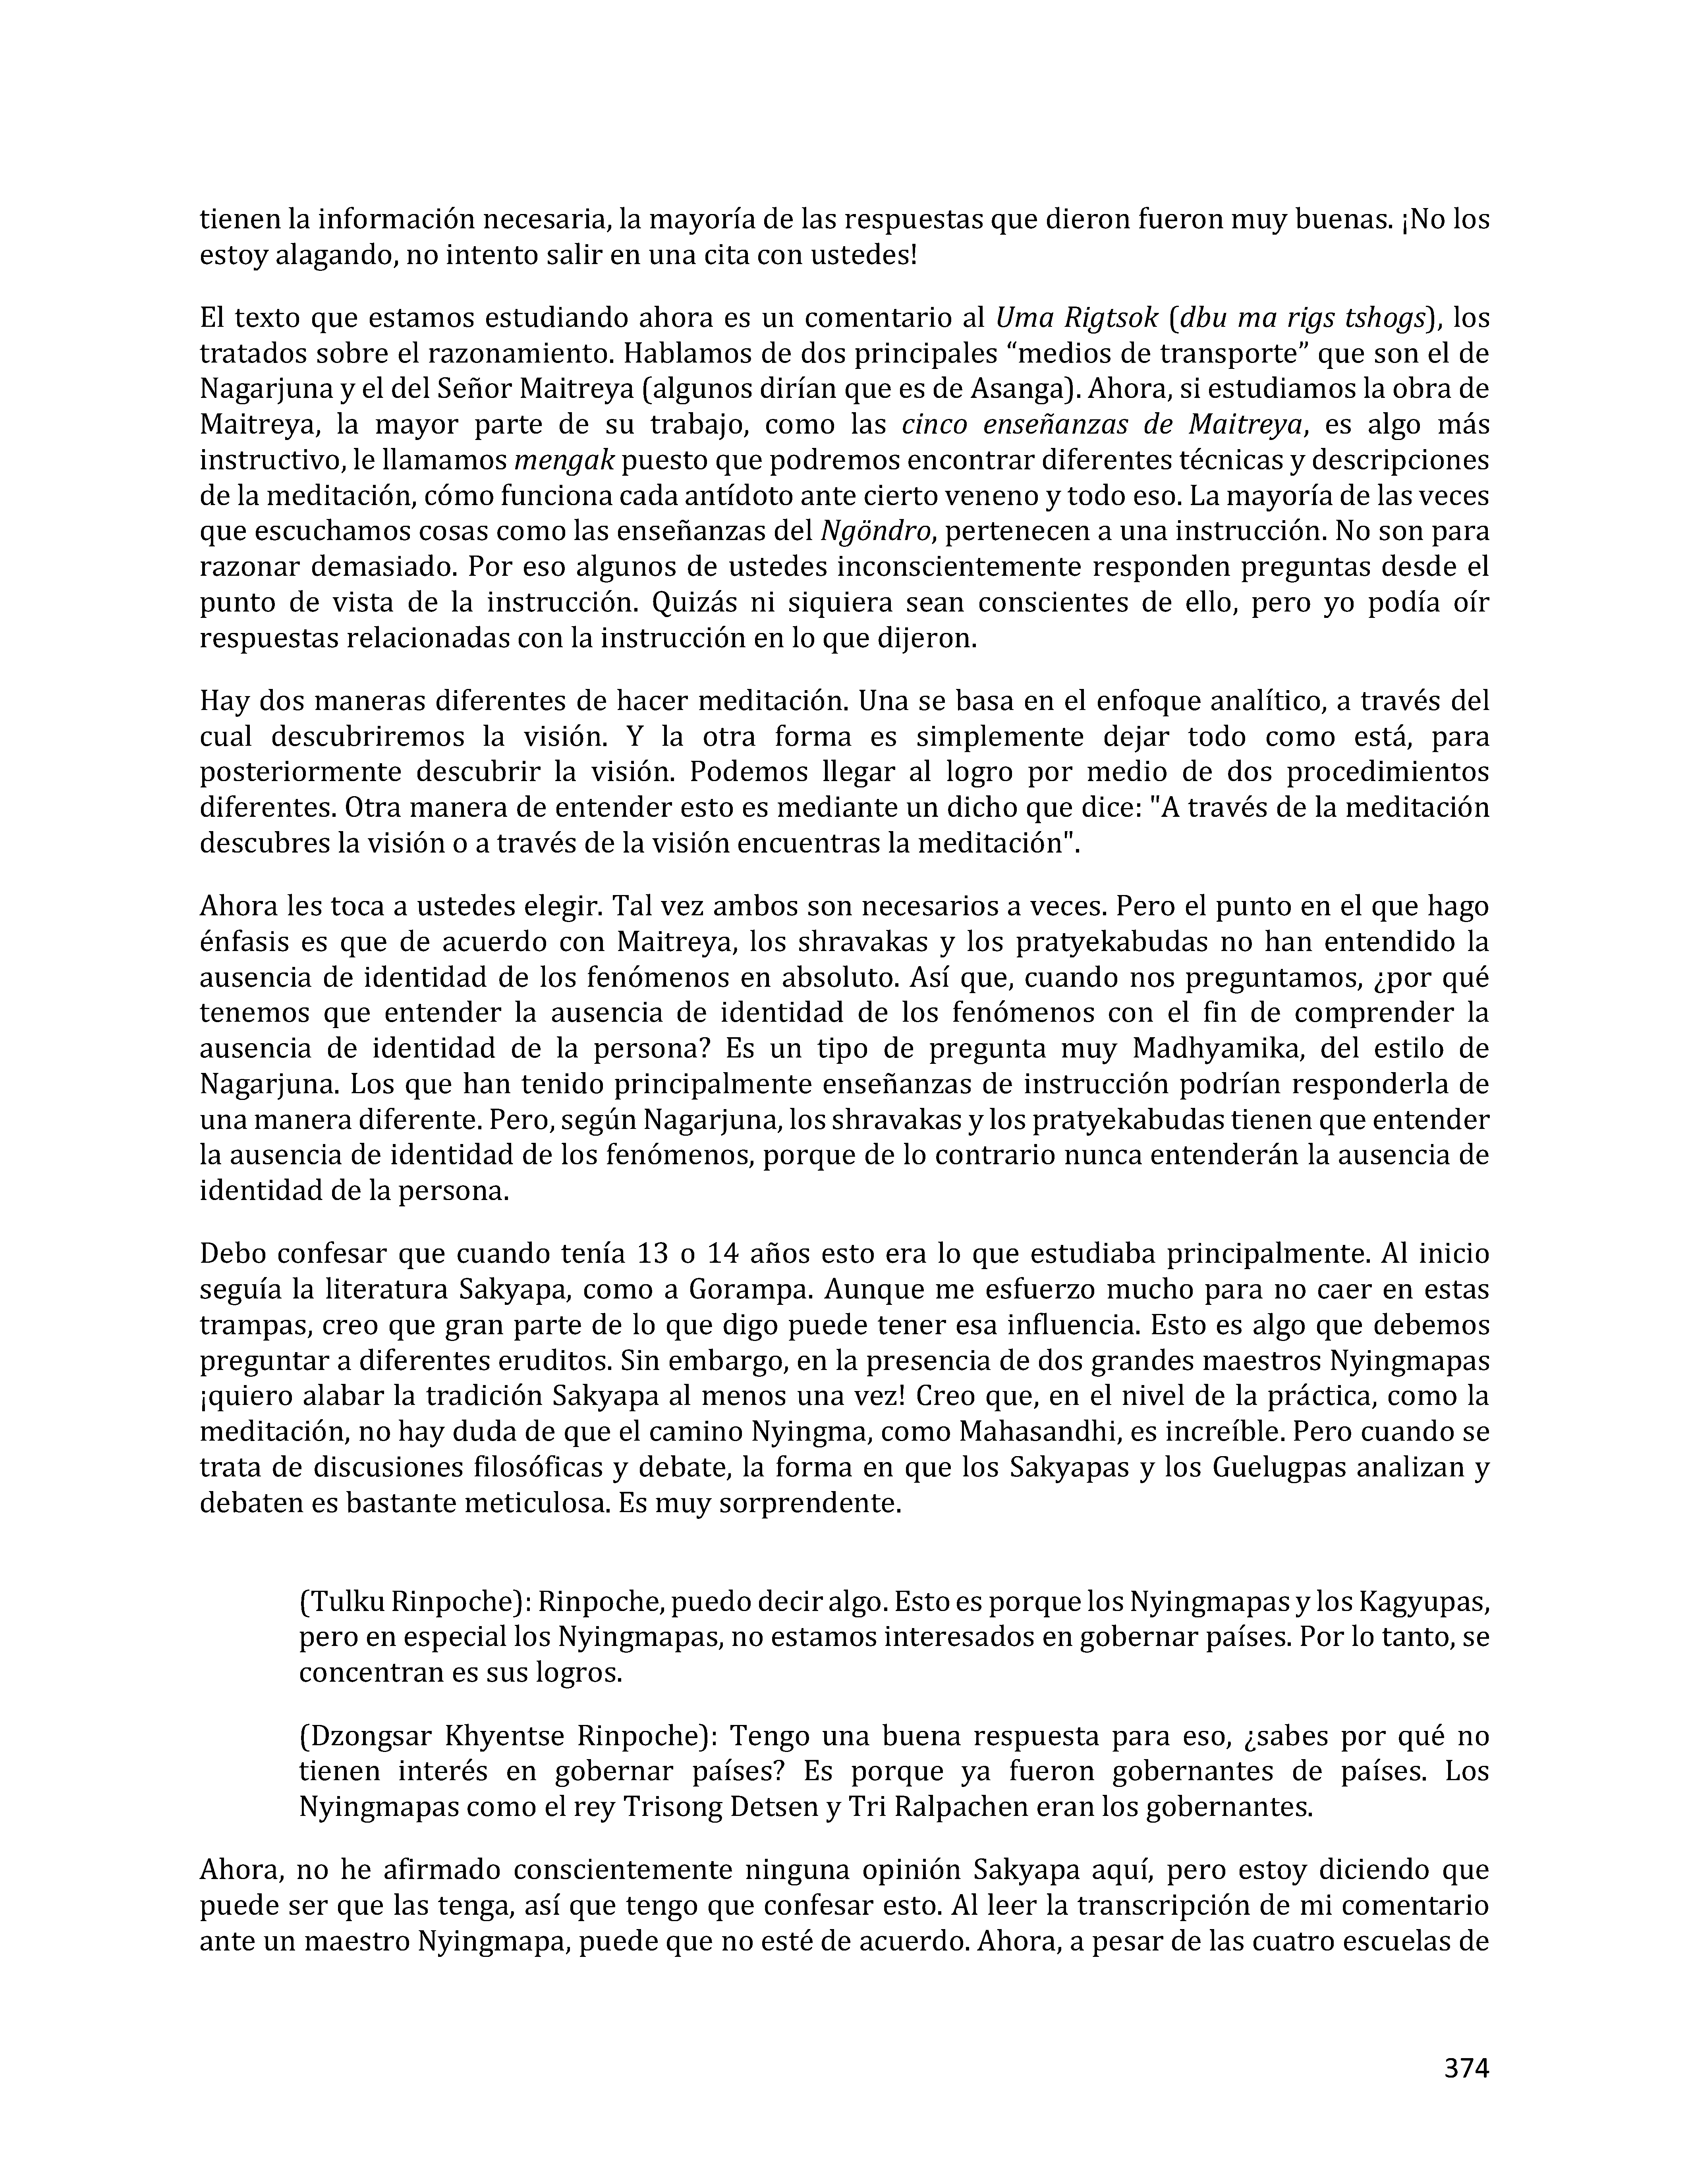 tienen la información necesaria, la mayoría de las respuestas que dieron fueron muy buenas. ¡No los
estoy alagando, no intento salir en una cita con ustedes!
El texto que estamos estudiando ahora es un comentario al Uma Rigtsok (dbu ma rigs tshogs), los
tratados sobre el razonamiento. Hablamos de dos principales “medios de transporte” que son el de
Nagarjuna y el del Señor Maitreya (algunos dirían que es de Asanga). Ahora, si estudiamos la obra de
Maitreya, la mayor parte de su trabajo, como las cinco enseñanzas de Maitreya, es algo más
instructivo, le llamamos mengak puesto que podremos encontrar diferentes técnicas y descripciones
de la meditación, cómo funciona cada antídoto ante cierto veneno y todo eso. La mayoría de las veces
que escuchamos cosas como las enseñanzas del Ngöndro, pertenecen a una instrucción. No son para
razonar demasiado. Por eso algunos de ustedes inconscientemente responden preguntas desde el
punto de vista de la instrucción. Quizás ni siquiera sean conscientes de ello, pero yo podía oír
respuestas relacionadas con la instrucción en lo que dijeron.
Hay dos maneras diferentes de hacer meditación. Una se basa en el enfoque analítico, a través del
cual descubriremos la visión. Y la otra forma es simplemente dejar todo como está, para
posteriormente descubrir la visión. Podemos llegar al logro por medio de dos procedimientos
diferentes. Otra manera de entender esto es mediante un dicho que dice: "A través de la meditación
descubres la visión o a través de la visión encuentras la meditación".
Ahora les toca a ustedes elegir. Tal vez ambos son necesarios a veces. Pero el punto en el que hago
énfasis es que de acuerdo con Maitreya, los shravakas y los pratyekabudas no han entendido la
ausencia de identidad de los fenómenos en absoluto. Así que, cuando nos preguntamos, ¿por qué
tenemos que entender la ausencia de identidad de los fenómenos con el fin de comprender la
ausencia de identidad de la persona? Es un tipo de pregunta muy Madhyamika, del estilo de
Nagarjuna. Los que han tenido principalmente enseñanzas de instrucción podrían responderla de
una manera diferente. Pero, según Nagarjuna, los shravakas y los pratyekabudas tienen que entender
la ausencia de identidad de los fenómenos, porque de lo contrario nunca entenderán la ausencia de
identidad de la persona.
Debo confesar que cuando tenía 13 o 14 años esto era lo que estudiaba principalmente. Al inicio
seguía la literatura Sakyapa, como a Gorampa. Aunque me esfuerzo mucho para no caer en estas
trampas, creo que gran parte de lo que digo puede tener esa influencia. Esto es algo que debemos
preguntar a diferentes eruditos. Sin embargo, en la presencia de dos grandes maestros Nyingmapas
¡quiero alabar la tradición Sakyapa al menos una vez! Creo que, en el nivel de la práctica, como la
meditación, no hay duda de que el camino Nyingma, como Mahasandhi, es increíble. Pero cuando se
trata de discusiones filosóficas y debate, la forma en que los Sakyapas y los Guelugpas analizan y
debaten es bastante meticulosa. Es muy sorprendente.
(Tulku Rinpoche): Rinpoche, puedo decir algo. Esto es porque los Nyingmapas y los Kagyupas,
pero en especial los Nyingmapas, no estamos interesados en gobernar países. Por lo tanto, se
concentran es sus logros.
(Dzongsar Khyentse Rinpoche): Tengo una buena respuesta para eso, ¿sabes por qué no
tienen interés en gobernar países? Es porque ya fueron gobernantes de países. Los
Nyingmapas como el rey Trisong Detsen y Tri Ralpachen eran los gobernantes.
Ahora, no he afirmado conscientemente ninguna opinión Sakyapa aquí, pero estoy diciendo que
puede ser que las tenga, así que tengo que confesar esto. Al leer la transcripción de mi comentario
ante un maestro Nyingmapa, puede que no esté de acuerdo. Ahora, a pesar de las cuatro escuelas de
374